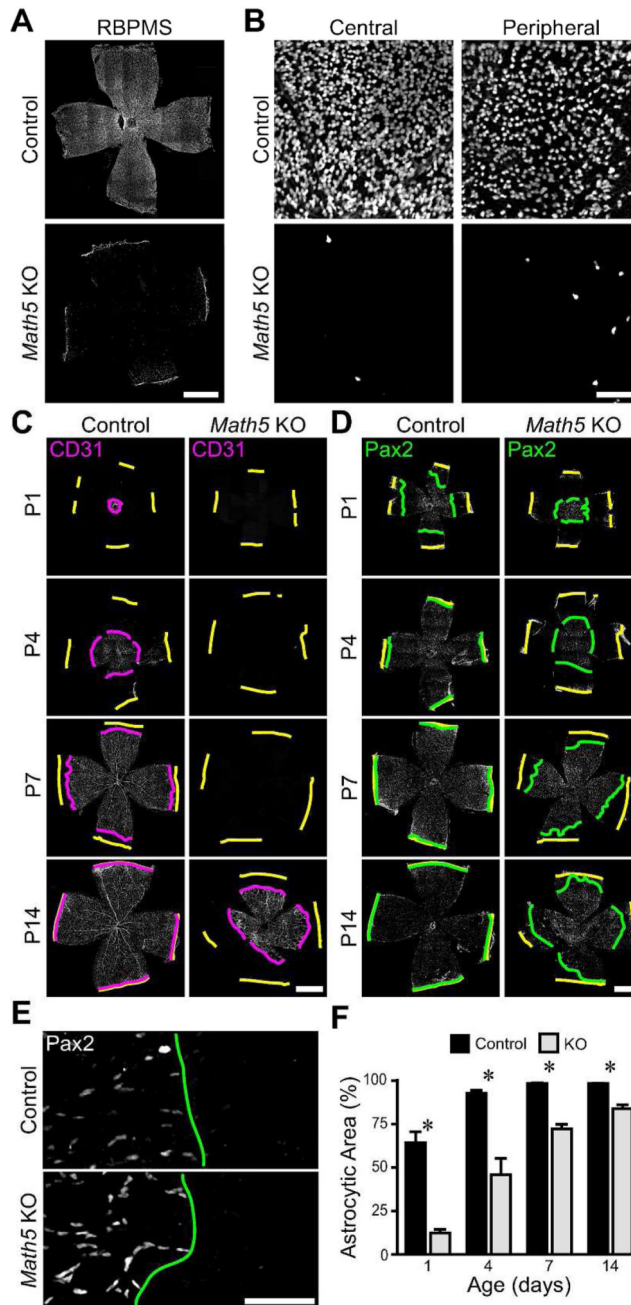 A
RBPMS
Control
Math5 KO
B
Central Peripheral
Control
Math5 KO
C
Control Math5 KO
CD31 CD31
P1
P4
P7
P14
D
Control Math5 KO
Pax2 Pax2
P1
P4
P7
P14
E
Pax2
Control
Math5 KO
F
Control KO
Astrocytic Area (%)
100
75
50
25
0
* * * *
1 4 7 14
Age (days)